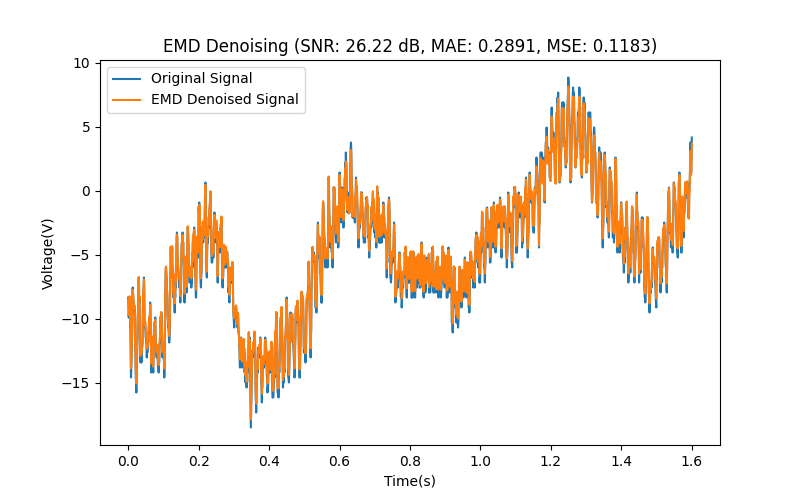 EMD Denoising (SNR: 26.22 dB, MAE: 0.2891, MSE: 0.1183)
Original Signal
EMD Denoised Signal
10
5
0
−5
−10
−15
Voltage(V)
0.0 0.2 0.4 0.6 0.8 1.0 1.2 1.4 1.6
Time(s)